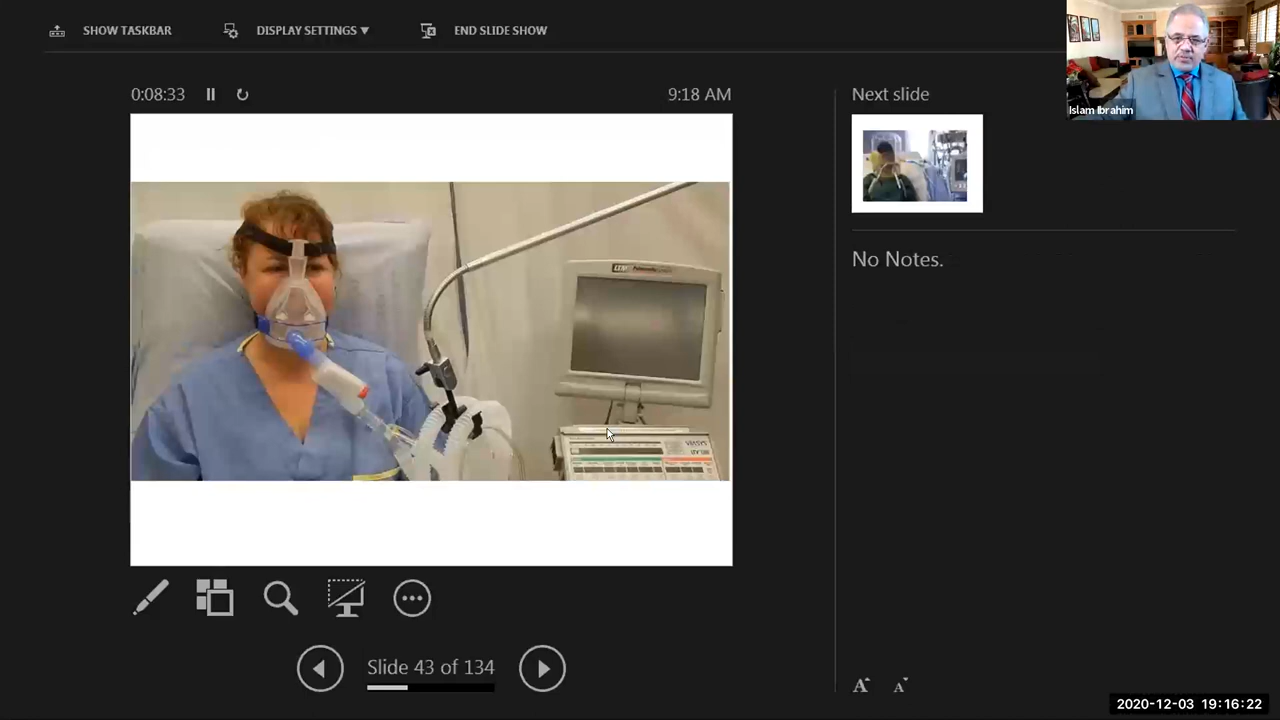 SHOW TASKBAR
DISPLAY SETTINGS
END SLIDE SHOW
Islam Ibrahim
0:08:33
9:18 AM
Next slide
No Notes.
LTM
Slide 43 of 134
A A
2020-12-03 19:16:22